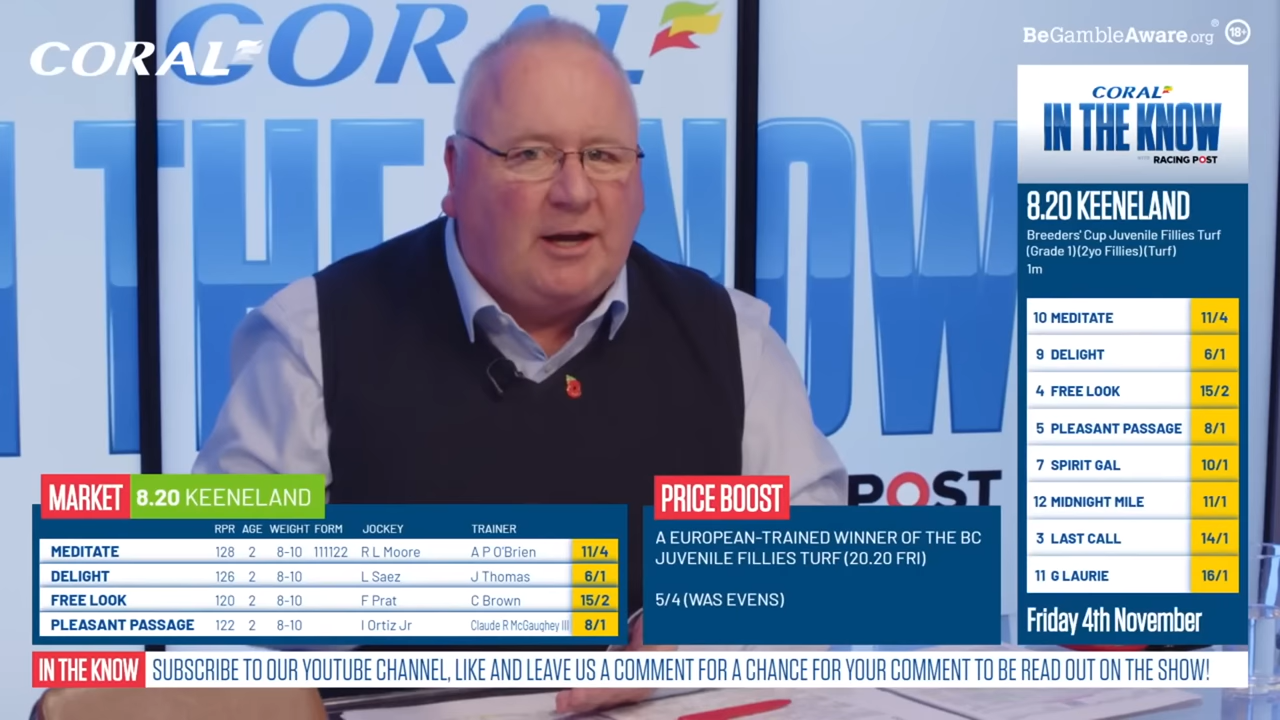 CORAL
CORAL
BeGambleAware.org® 18+
THE KNOW
POST
CORAL
IN THE KNOW
WITH RACING POST
8.20 KEENELAND
Breeders' Cup Juvenile Fillies Turf
(Grade 1)(2yo Fillies)(Turf)
1m
10 MEDITATE 11/4
9 DELIGHT 6/1
4 FREE LOOK 15/2
5 PLEASANT PASSAGE 8/1
7 SPIRIT GAL 10/1
12 MIDNIGHT MILE 11/1
3 LAST CALL 14/1
11 G LAURIE 16/1
Friday 4th November
MARKET 8.20 KEENELAND
RPR AGE WEIGHT FORM JOCKEY TRAINER
MEDITATE 128 2 8-10 111122 R L Moore A P O'Brien 11/4
DELIGHT 126 2 8-10 L Saez J Thomas 6/1
FREE LOOK 120 2 8-10 F Prat C Brown 15/2
PLEASANT PASSAGE 122 2 8-10 I Ortiz Jr Claude R McGaughey III 8/1
PRICE BOOST
A EUROPEAN-TRAINED WINNER OF THE BC
JUVENILE FILLIES TURF (20.20 FRI)
5/4 (WAS EVENS)
IN THE KNOW SUBSCRIBE TO OUR YOUTUBE CHANNEL, LIKE AND LEAVE US A COMMENT FOR A CHANCE FOR YOUR COMMENT TO BE READ OUT ON THE SHOW!